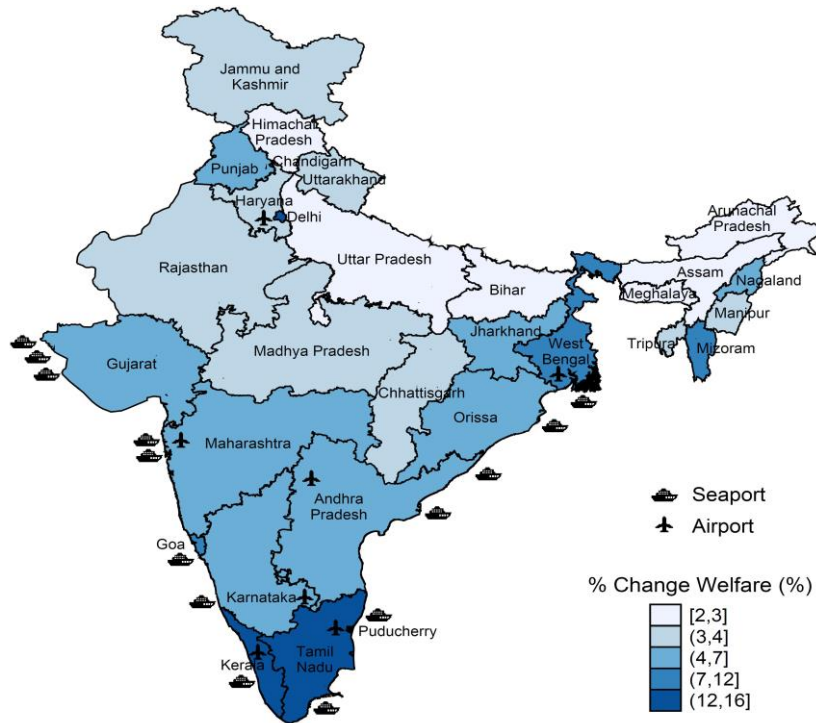 Jammu and
Kashmir
Himachal
Pradesh
Punjab
Chandigarh
Uttarakhand
Haryana
Delhi
Arunachal
Pradesh
Rajasthan
Uttar Pradesh
Assam
Nagaland
Bihar
Meghalaya
Manipur
Jharkhand
West
Bengal
Tripura
Mizoram
Gujarat
Madhya Pradesh
Chhattisgarh
Orissa
Maharashtra
Andhra
Pradesh
Goa
Karnataka
Puducherry
Kerala
Tamil
Nadu
Seaport
Airport
% Change Welfare (%)
[2,3]
(3,4]
(4,7]
(7,12]
(12,16]